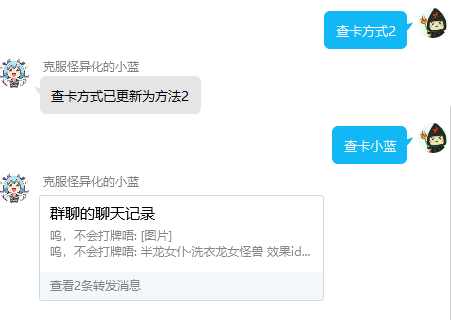 查卡方式2
克服怪异化的小蓝
查卡方式已更新为方法2
查卡小蓝
克服怪异化的小蓝
群聊的聊天记录
呜，不会打牌唔: [图片]
呜，不会打牌唔: 半龙女仆·洗衣龙女怪兽 效果id...
查看2条转发消息